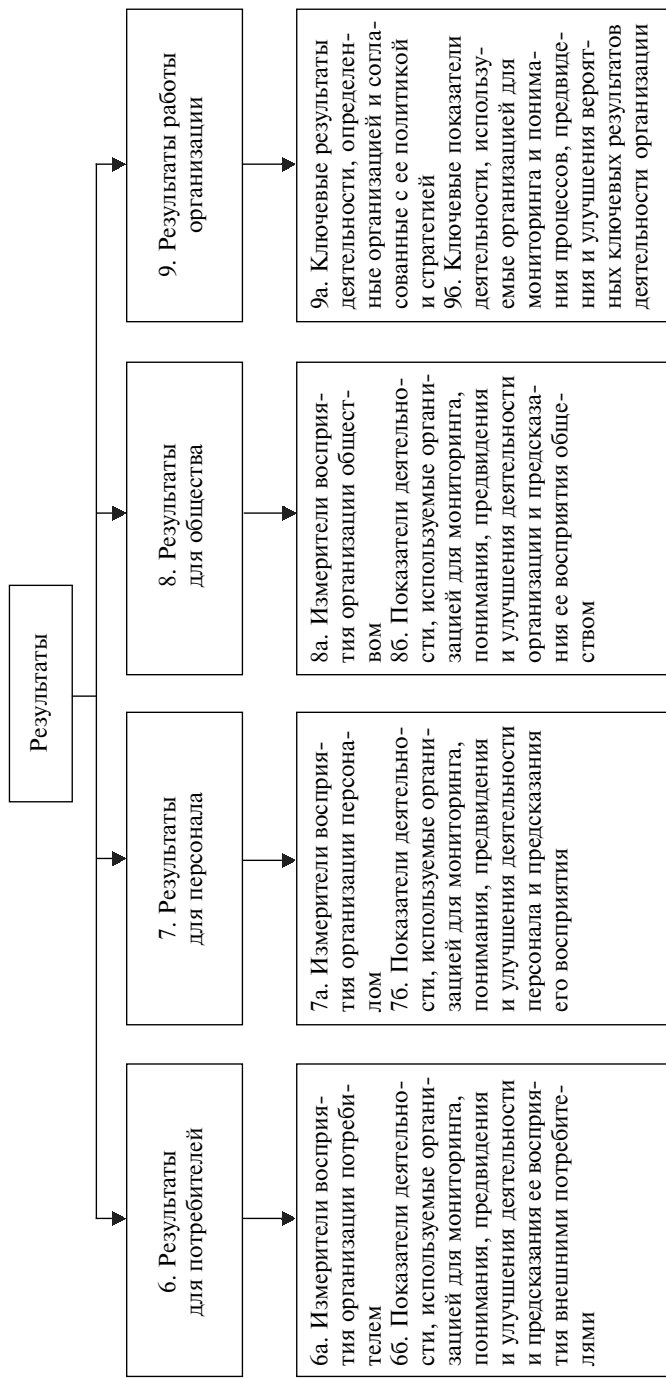 Результаты
6. Результаты
для потребителей
7. Результаты
для персонала
8. Результаты
для общества
9. Результаты работы
организации
6а. Измерители восприя-
тия организации потреби-
телем
6б. Показатели деятельно-
сти, используемые органи-
зацией для мониторинга,
понимания, предвидения
и улучшения деятельности
и предсказания ее восприя-
тия внешними потребите-
лями
7а. Измерители восприя-
тия организации персона-
лом
7б. Показатели деятельно-
сти, используемые органи-
зацией для мониторинга,
понимания, предвидения
и улучшения деятельности
персонала и предсказания
его восприятия
8а. Измерители восприя-
тия организации общест-
вом
8б. Показатели деятельно-
сти, используемые органи-
зацией для мониторинга,
понимания, предвидения
и улучшения деятельности
организации и предсказа-
ния ее восприятия обще-
ством
9а. Ключевые результаты
деятельности, определен-
ные организацией и согла-
сованные с ее политикой
и стратегией
9б. Ключевые показатели
деятельности, использу-
емые организацией для
мониторинга и понима-
ния процессов, предвиде-
ния и улучшения вероят-
ных ключевых результатов
деятельности организации